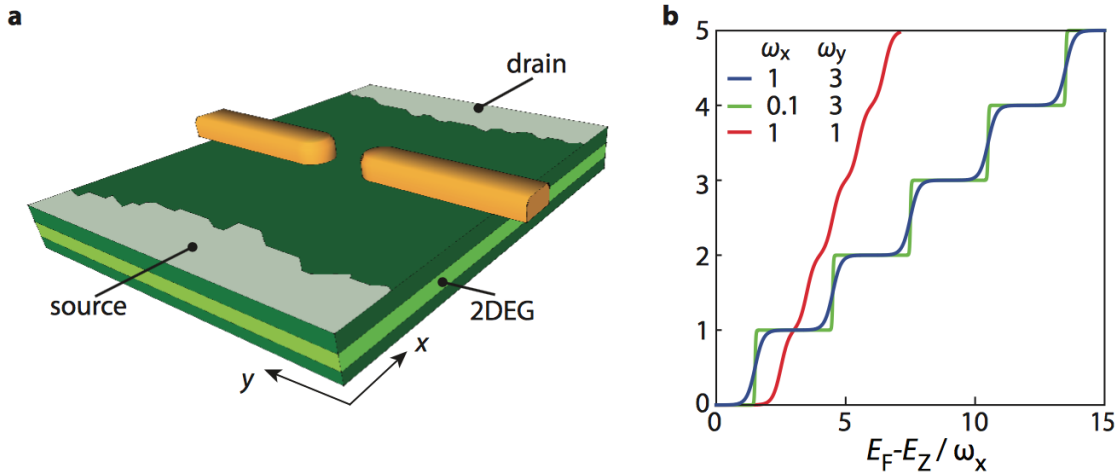 a
drain
source
2DEG
y
x
b
5
4
3
2
1
0
ωx ωy
1 3
0.1 3
1 1
0 5 10 15
EF-EZ / ωx